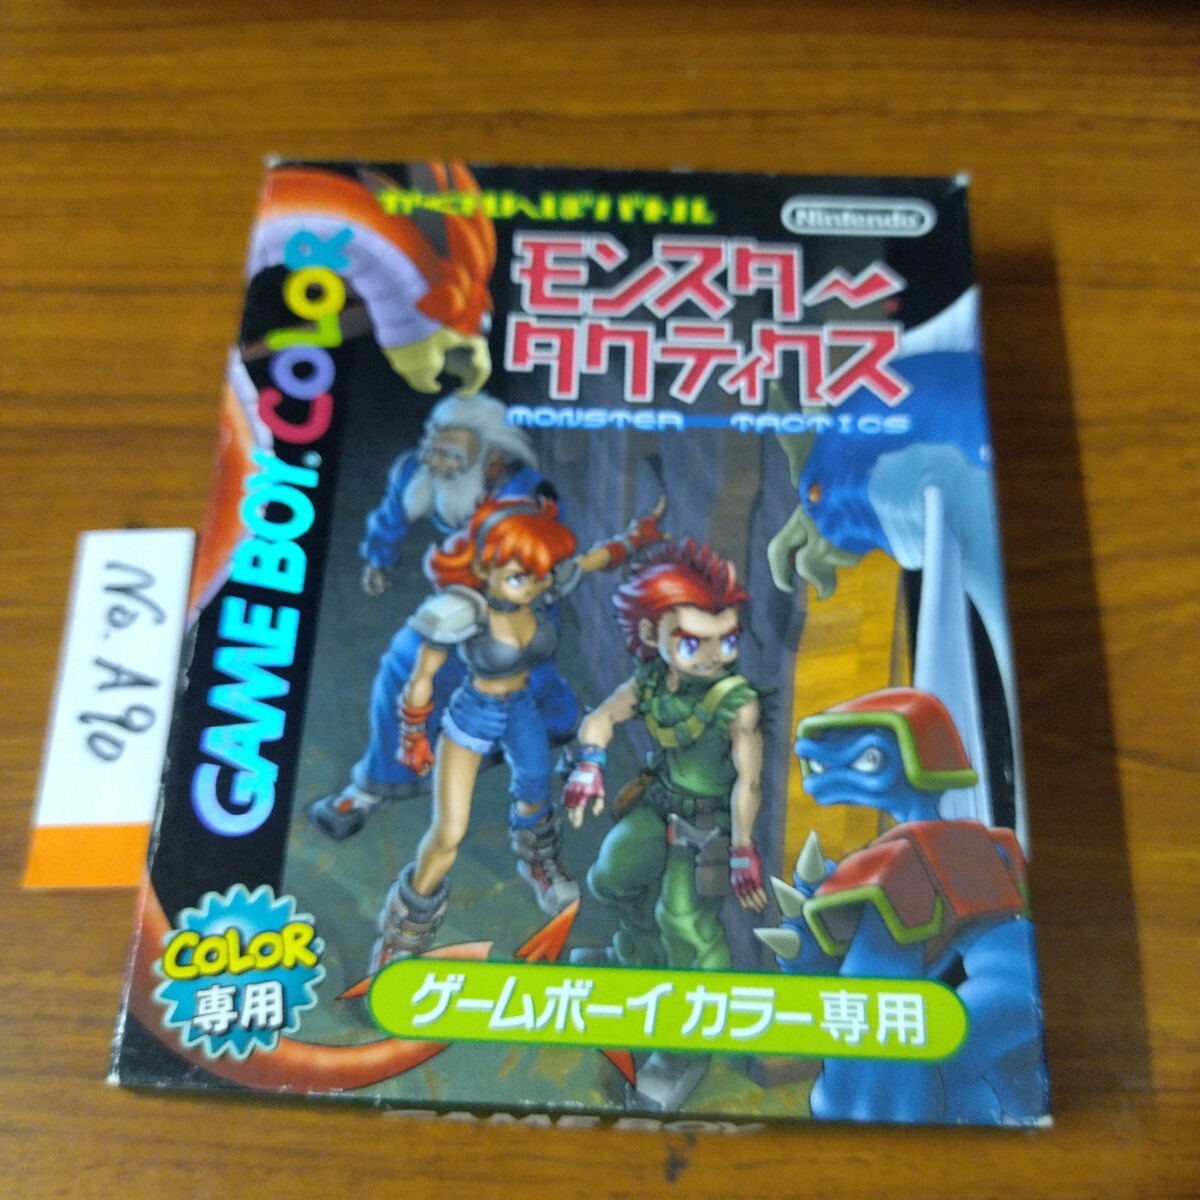 かくれんぼバトル
Nintendo
モンスター
タクティクス
MONSTER TACTICS
GAME BOY COLOR
No. A90
COLOR
専用
ゲームボーイ カラー専用
GAME BOY